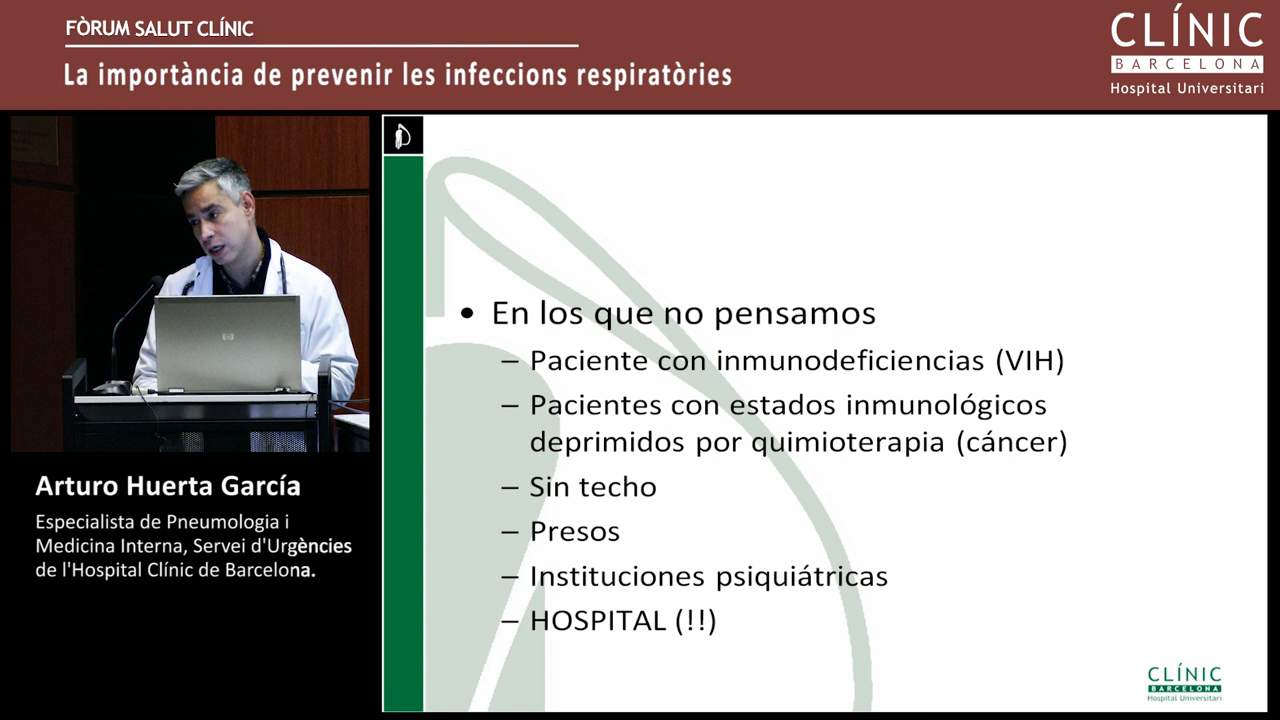 FÒRUM SALUT CLÍNIC
La importància de prevenir les infeccions respiratòries
CLÍNIC
BARCELONA
Hospital Universitari
• En los que no pensamos
– Paciente con inmunodeficiencias (VIH)
– Pacientes con estados inmunológicos
deprimidos por quimioterapia (cáncer)
– Sin techo
– Presos
– Instituciones psiquiátricas
– HOSPITAL (!!)
Arturo Huerta García
Especialista de Pneumologia i
Medicina Interna, Servei d'Urgències
de l'Hospital Clínic de Barcelona.
CLÍNIC
BARCELONA
Hospital Universitari